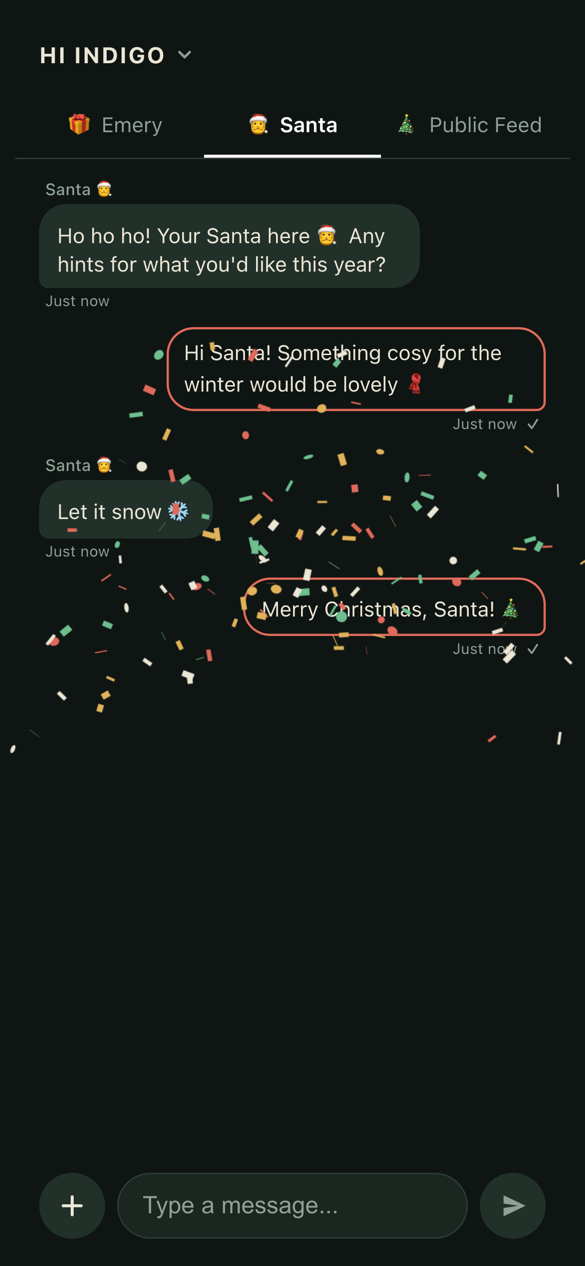 HI INDIGO
🎁 Emery
🎅 Santa
🎄 Public Feed
Santa 🎅
Ho ho ho! Your Santa here 🎅 Any
hints for what you'd like this year?
Just now
Hi Santa! Something cosy for the
winter would be lovely 🧣
Just now ✓
Santa 🎅
Let it snow ❄️
Just now
Merry Christmas, Santa! 🎄
Just now ✓
Type a message...